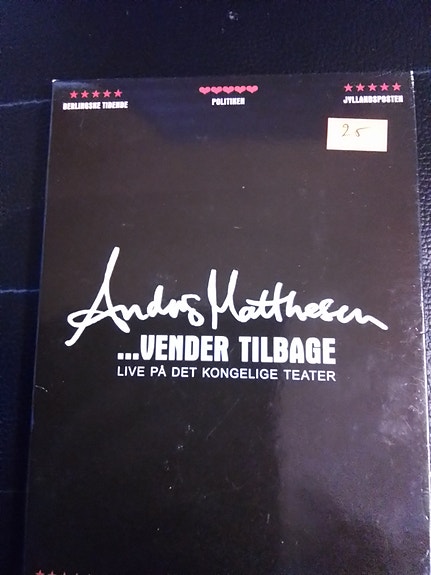 ★★★★★ ♥♥♥♥♥ ★★★★★
BERLINGSKE TIDENDE POLITIKEN JYLLANDSPOSTEN
25
Anders Matthesen
...VENDER TILBAGE
LIVE PÅ DET KONGELIGE TEATER